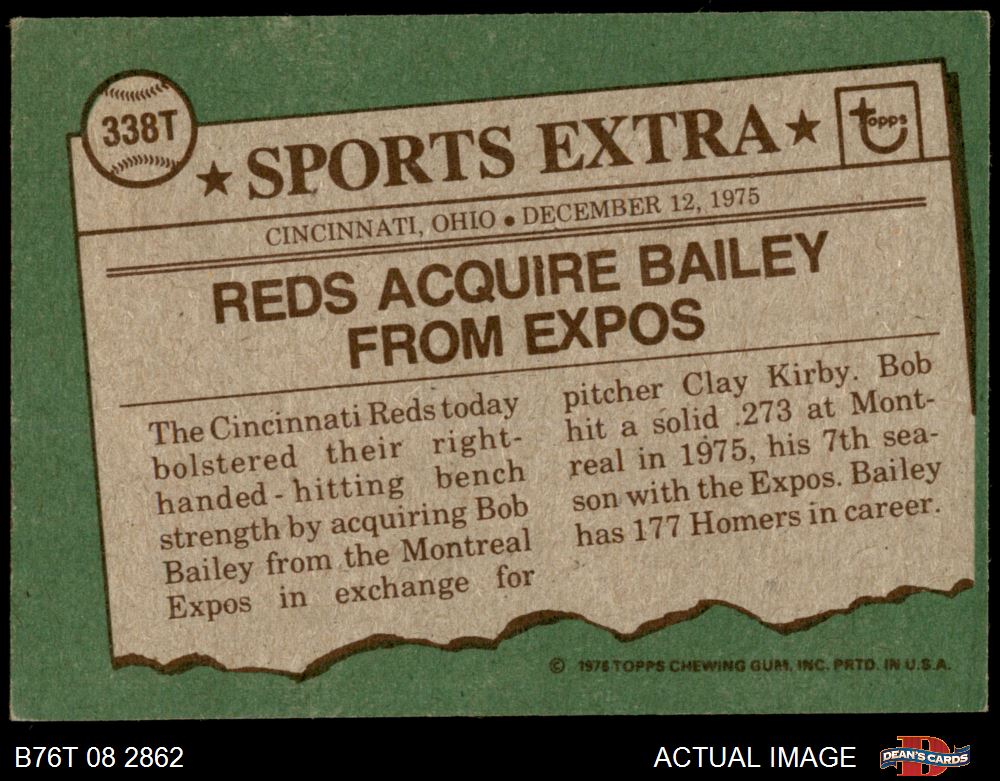 338T
★ SPORTS EXTRA ★
topps
CINCINNATI, OHIO • DECEMBER 12, 1975
REDS ACQUIRE BAILEY
FROM EXPOS
The Cincinnati Reds today
bolstered their right-
handed-hitting bench
strength by acquiring Bob
Bailey from the Montreal
Expos in exchange for
pitcher Clay Kirby. Bob
hit a solid .273 at Mont-
real in 1975, his 7th sea-
son with the Expos. Bailey
has 177 Homers in career.
© 1976 TOPPS CHEWING GUM, INC. PRTD. IN U.S.A.
B76T 08 2862
ACTUAL IMAGE
D
DEAN'S CARDS